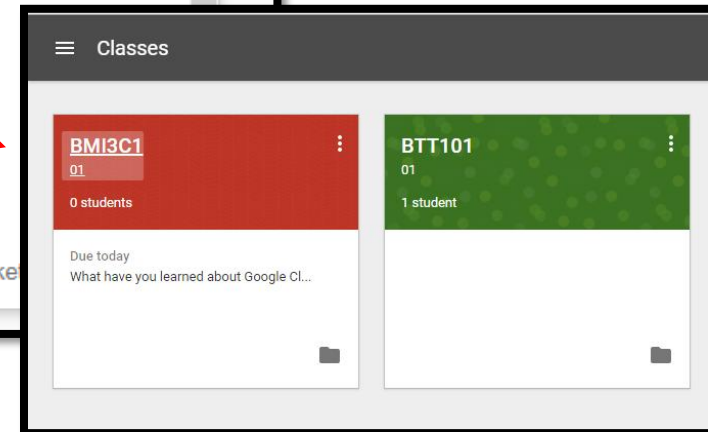 Classes
BMI3C1
01
0 students
Due today
What have you learned about Google Cl...
BTT101
01
1 student